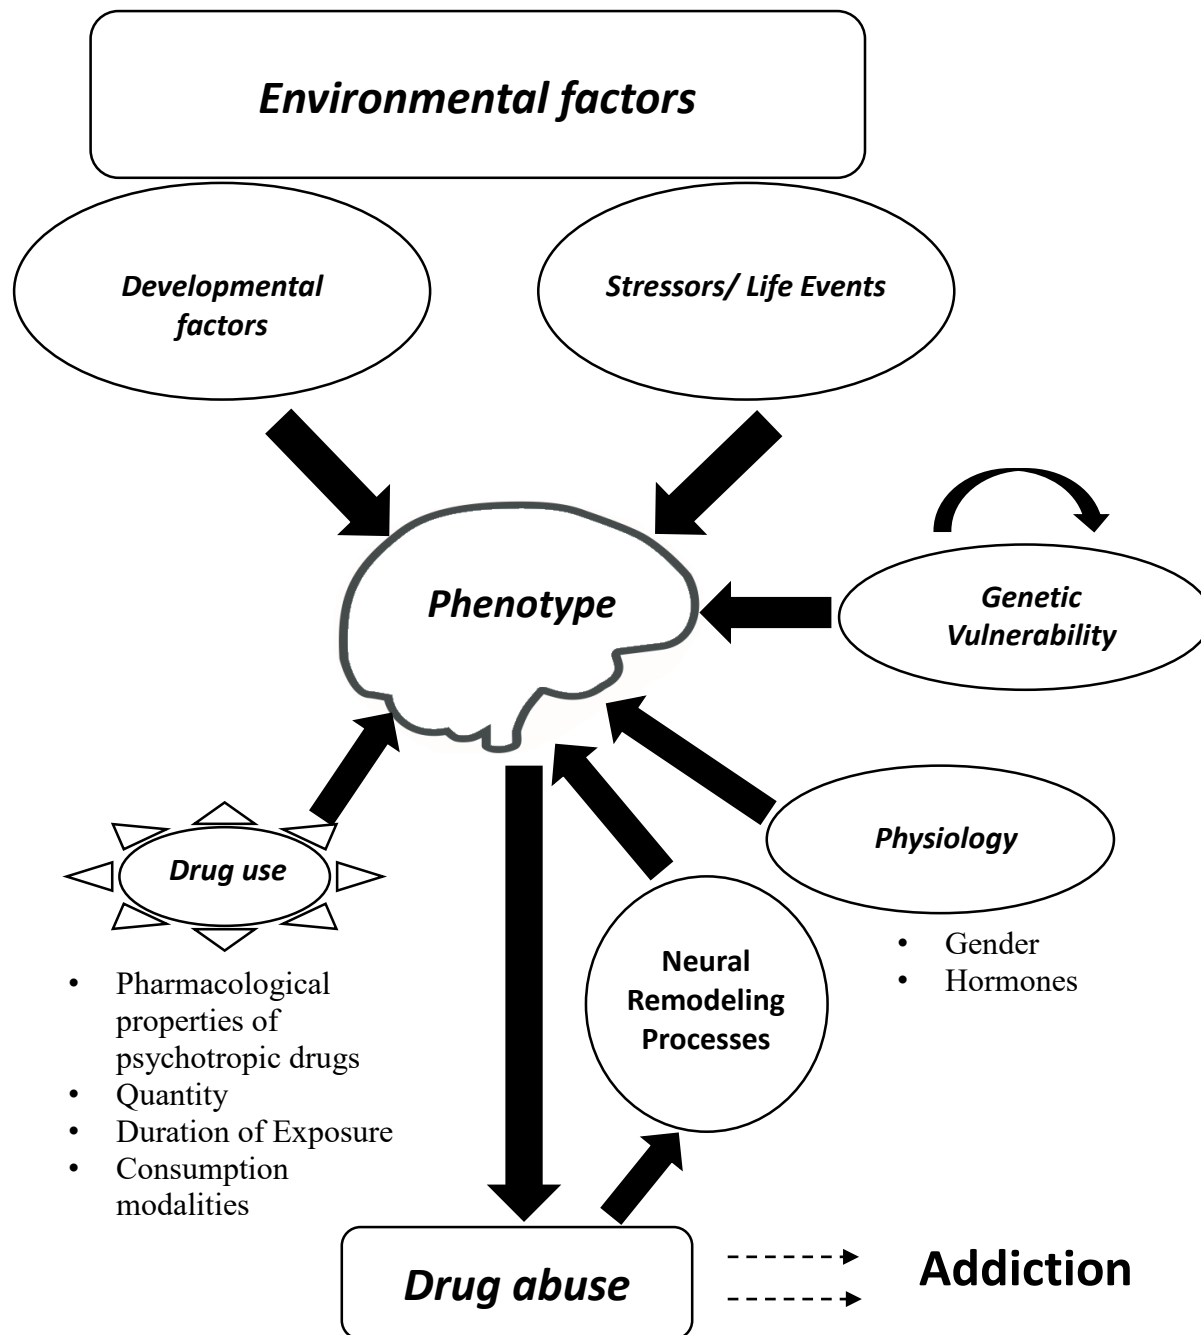 Environmental factors
Developmental
factors
Stressors/ Life Events
Phenotype
Genetic
Vulnerability
Drug use
Physiology
• Gender
• Hormones
Neural
Remodeling
Processes
• Pharmacological
properties of
psychotropic drugs
• Quantity
• Duration of Exposure
• Consumption
modalities
Drug abuse
Addiction